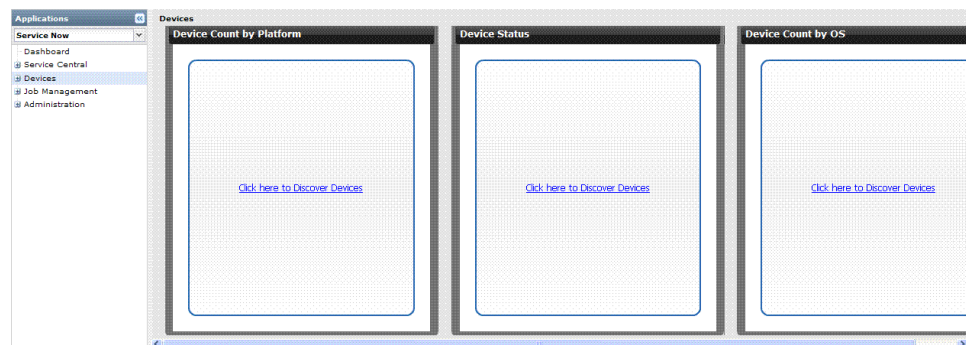 Applications
Service Now
Dashboard
Service Central
Devices
Job Management
Administration
Devices
Device Count by Platform
Click here to Discover Devices
Device Status
Click here to Discover Devices
Device Count by OS
Click here to Discover Devices